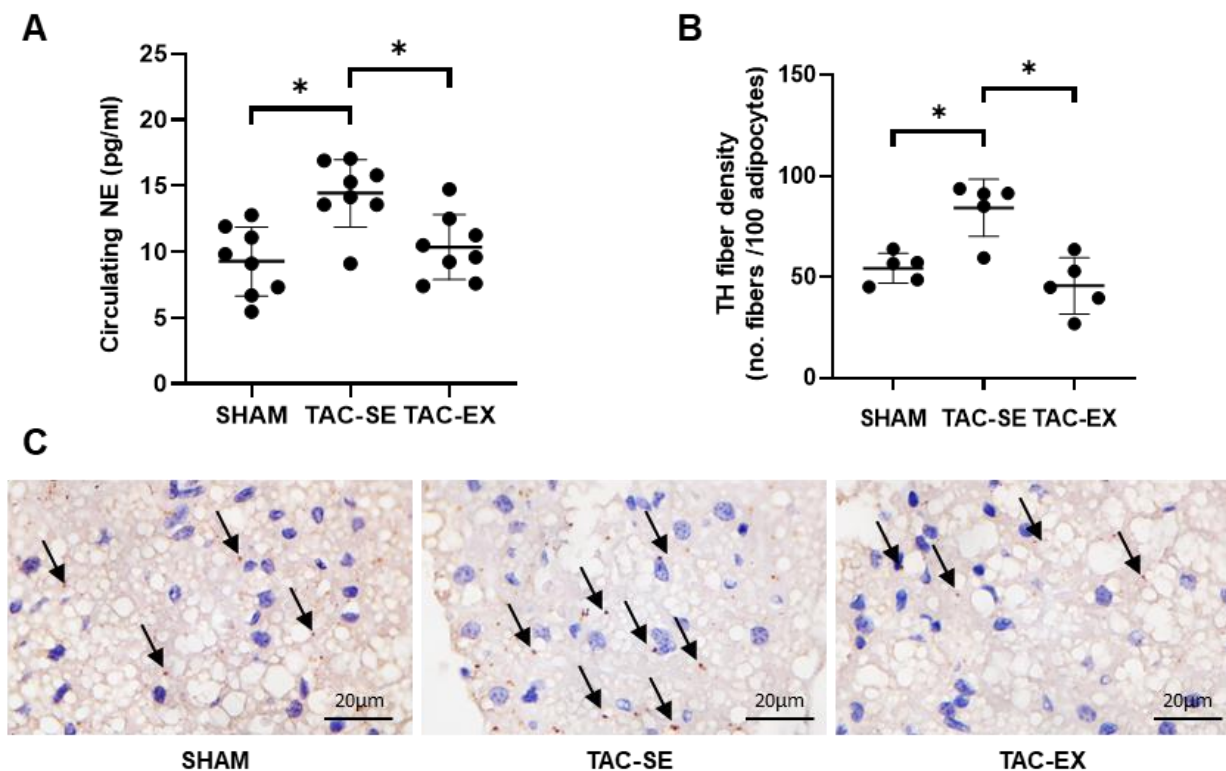 A
Circulating NE (pg/ml)
25
20
15
10
5
0
*
*
SHAM TAC-SE TAC-EX
B
TH fiber density
(no. fibers /100 adipocytes)
150
100
50
0
*
*
SHAM TAC-SE TAC-EX
C
20μm
20μm
20μm
SHAM
TAC-SE
TAC-EX